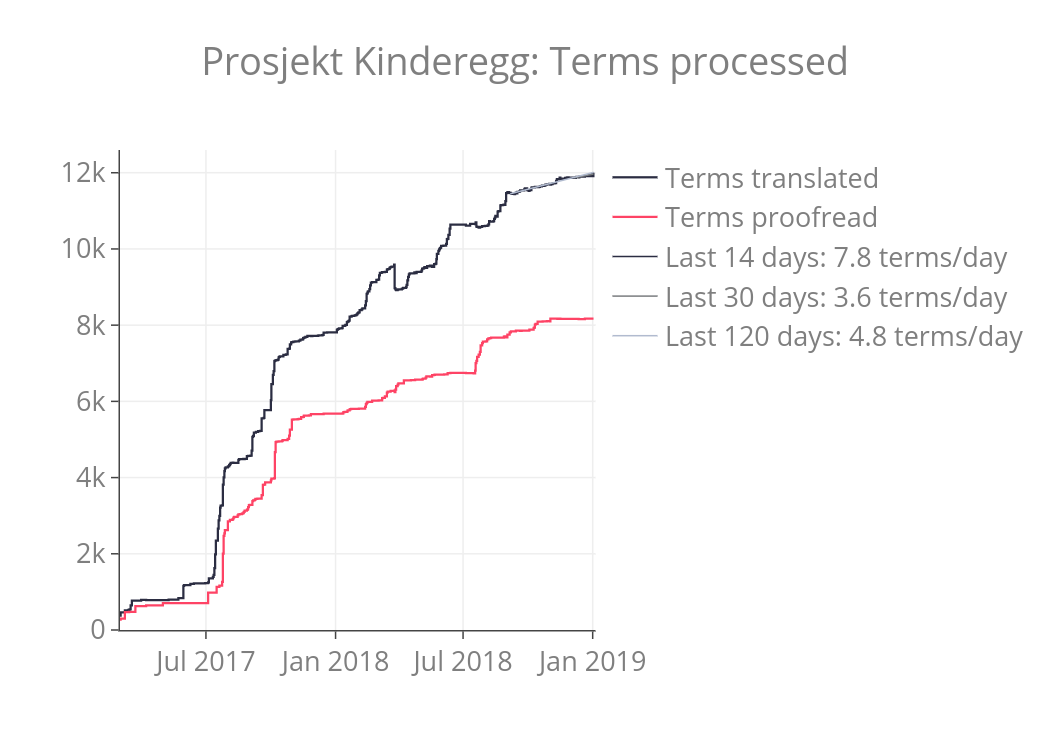 Prosjekt Kinderegg: Terms processed
12k
10k
8k
6k
4k
2k
0
Jul 2017
Jan 2018
Jul 2018
Jan 2019
Terms translated
Terms proofread
Last 14 days: 7.8 terms/day
Last 30 days: 3.6 terms/day
Last 120 days: 4.8 terms/day